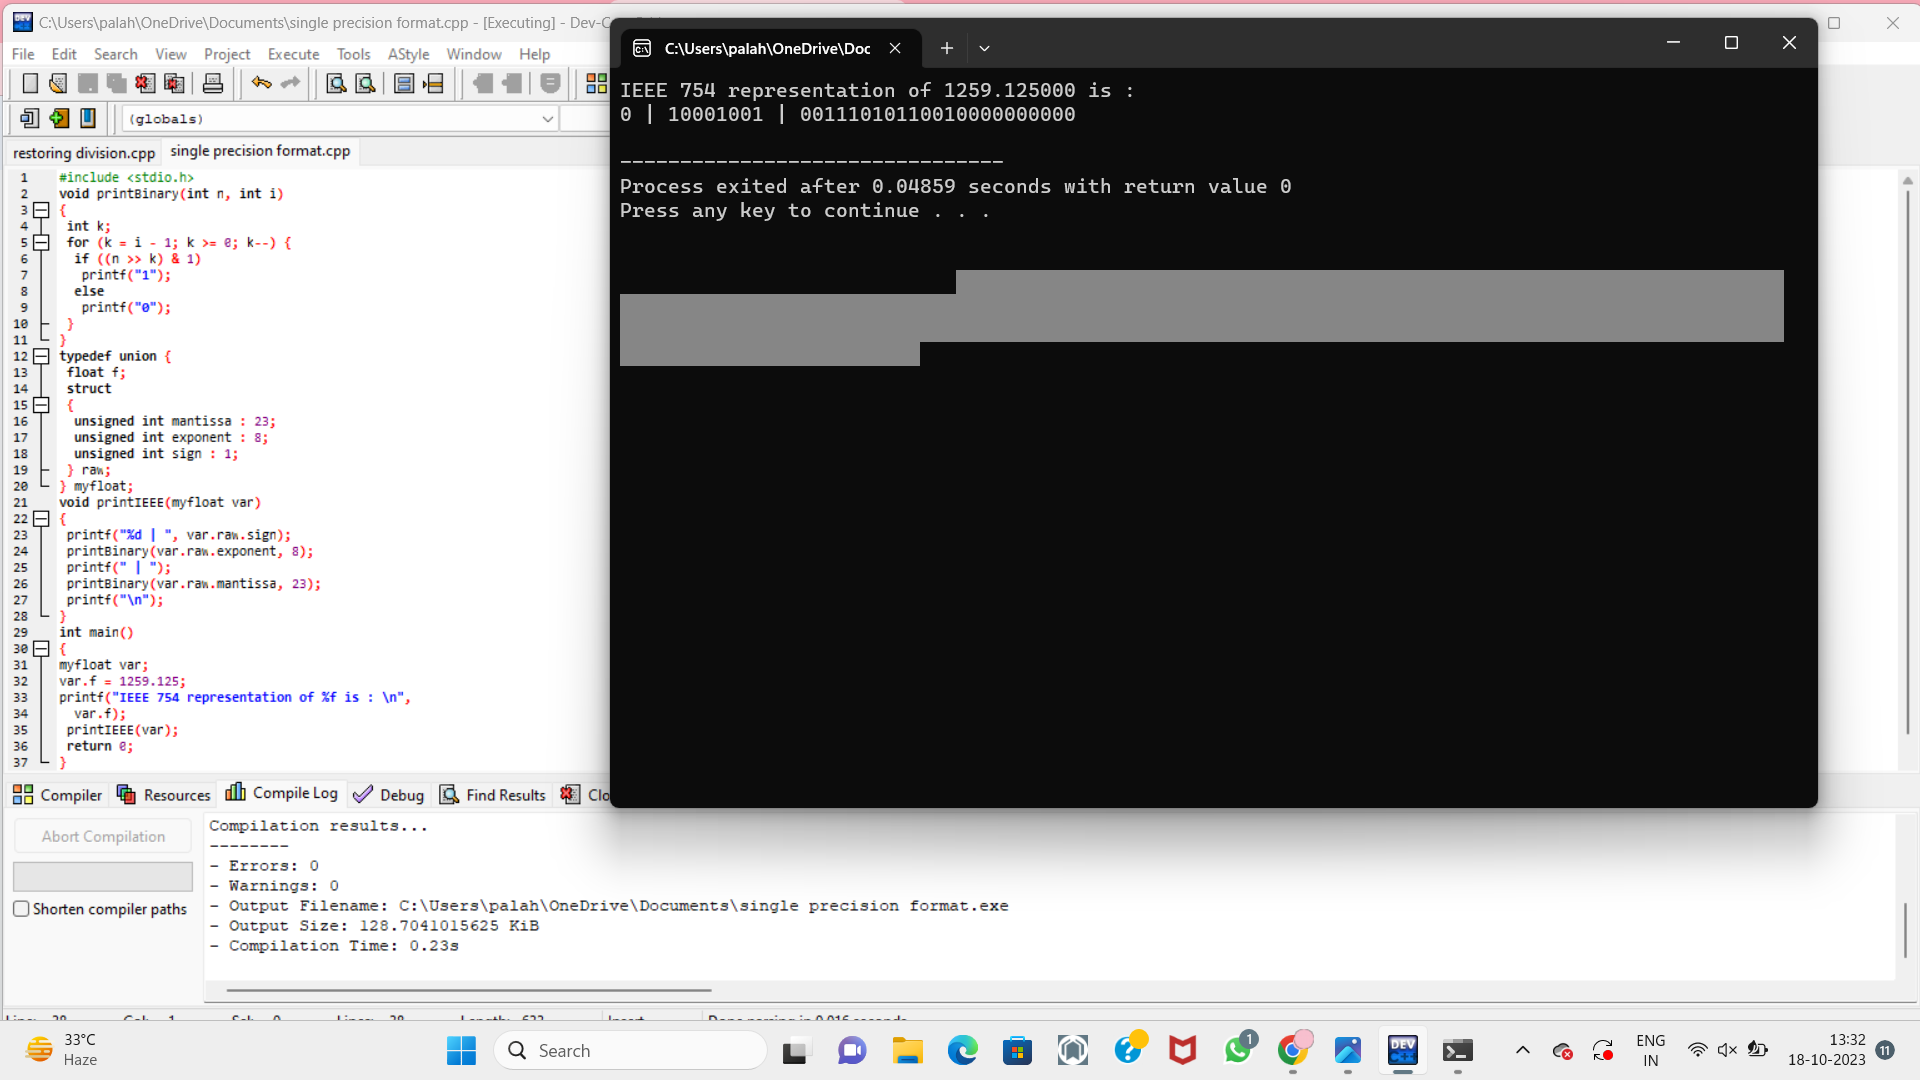 C:\Users\palah\OneDrive\Documents\single precision format.cpp - [Executing] - Dev-C
File Edit Search View Project Execute Tools AStyle Window Help
(globals)
restoring division.cpp single precision format.cpp
1 #include <stdio.h>
2 void printBinary(int n, int i)
3 {
4 int k;
5 for (k = i - 1; k >= 0; k--) {
6 if ((n >> k) & 1)
7 printf("1");
8 else
9 printf("0");
10 }
11 }
12 typedef union {
13 float f;
14 struct
15 {
16 unsigned int mantissa : 23;
17 unsigned int exponent : 8;
18 unsigned int sign : 1;
19 } raw;
20 } myfloat;
21 void printIEEE(myfloat var)
22 {
23 printf("%d | ", var.raw.sign);
24 printBinary(var.raw.exponent, 8);
25 printf(" | ");
26 printBinary(var.raw.mantissa, 23);
27 printf("\n");
28 }
29 int main()
30 {
31 myfloat var;
32 var.f = 1259.125;
33 printf("IEEE 754 representation of %f is : \n",
34 var.f);
35 printIEEE(var);
36 return 0;
37 }
C:\Users\palah\OneDrive\Doc
IEEE 754 representation of 1259.125000 is :
0 | 10001001 | 00111010110010000000000
--------------------------------
Process exited after 0.04859 seconds with return value 0
Press any key to continue . . .
Compiler Resources Compile Log Debug Find Results Clo
Abort Compilation
Shorten compiler paths
Compilation results...
--------
- Errors: 0
- Warnings: 0
- Output Filename: C:\Users\palah\OneDrive\Documents\single precision format.exe
- Output Size: 128.7041015625 KiB
- Compilation Time: 0.23s
33°C
Haze
Search
DEV
C++
1
ENG
IN
13:32
18-10-2023
11